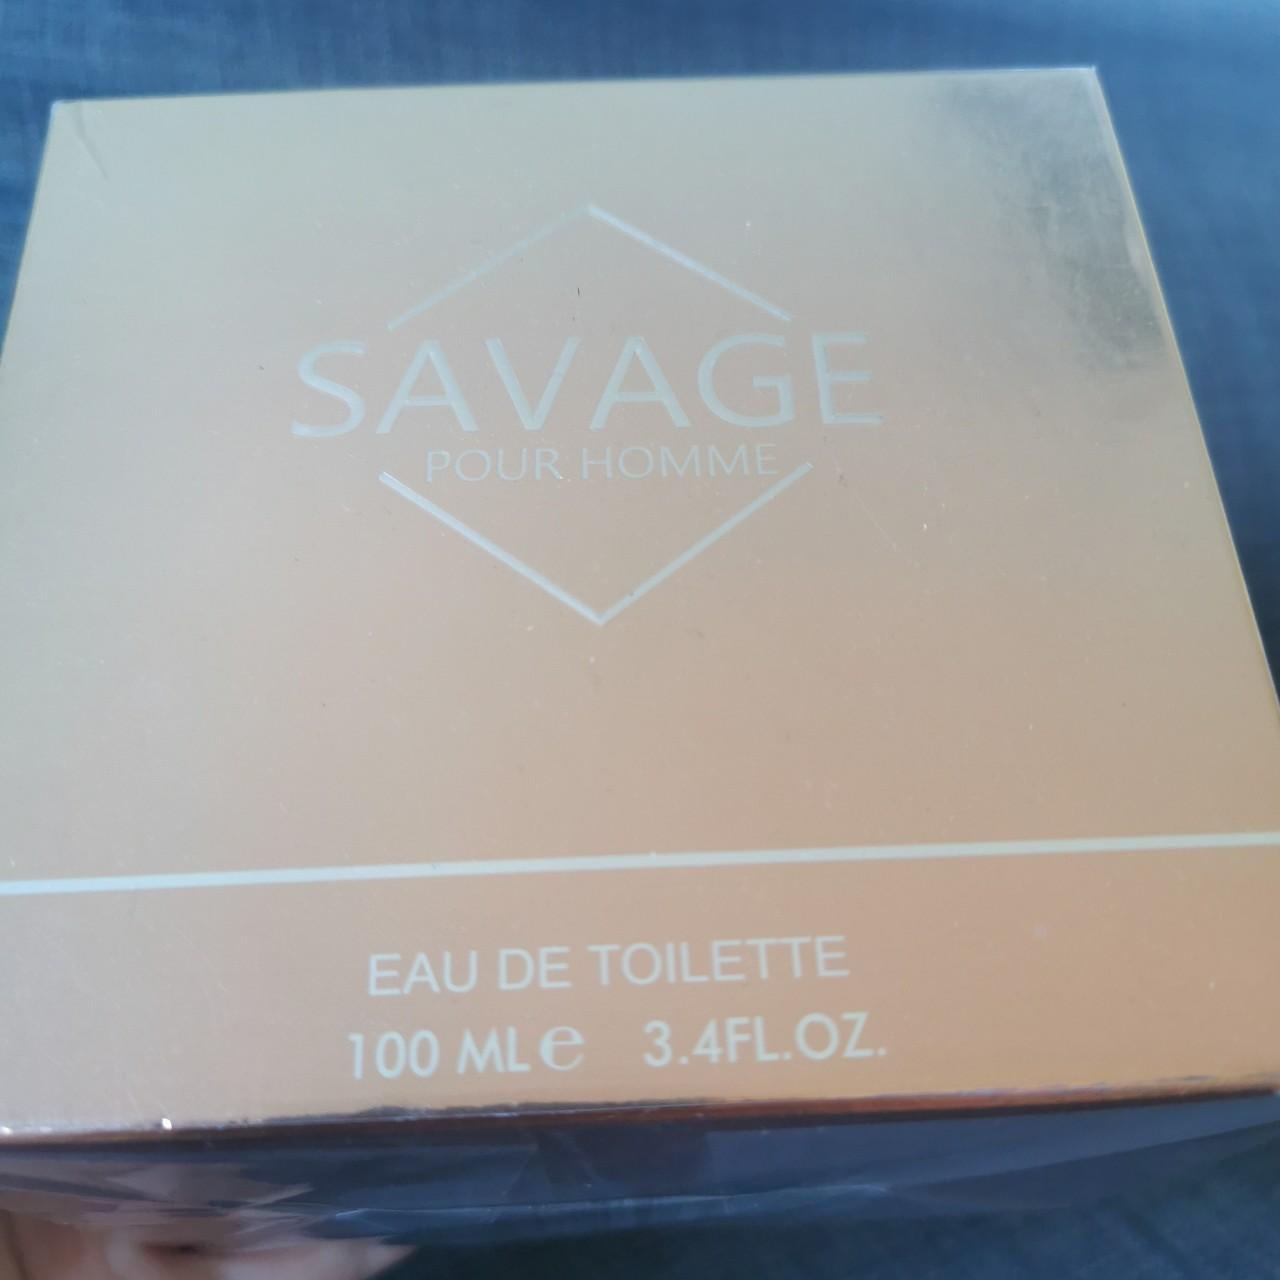 SAVAGE
POUR HOMME
EAU DE TOILETTE
100 ML e 3.4FL.OZ.